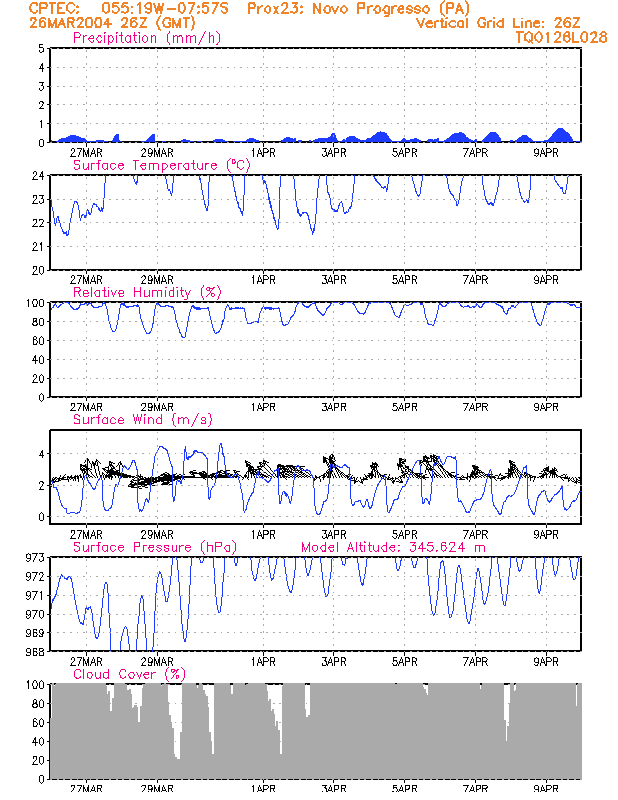 CPTEC: 055:19W-07:57S Prox23: Novo Progresso (PA)
26MAR2004 26Z (GMT) Vertical Grid Line: 26Z
Precipitation (mm/h) TQ0126L028
5
4
3
2
1
0
27MAR 29MAR 1APR 3APR 5APR 7APR 9APR
Surface Temperature (ºC)
24
23
22
21
20
27MAR 29MAR 1APR 3APR 5APR 7APR 9APR
Relative Humidity (%)
100
80
60
40
20
0
27MAR 29MAR 1APR 3APR 5APR 7APR 9APR
Surface Wind (m/s)
4
2
0
27MAR 29MAR 1APR 3APR 5APR 7APR 9APR
Surface Pressure (hPa) Model Altitude: 345.624 m
973
972
971
970
969
968
27MAR 29MAR 1APR 3APR 5APR 7APR 9APR
Cloud Cover (%)
100
80
60
40
20
0
27MAR 29MAR 1APR 3APR 5APR 7APR 9APR